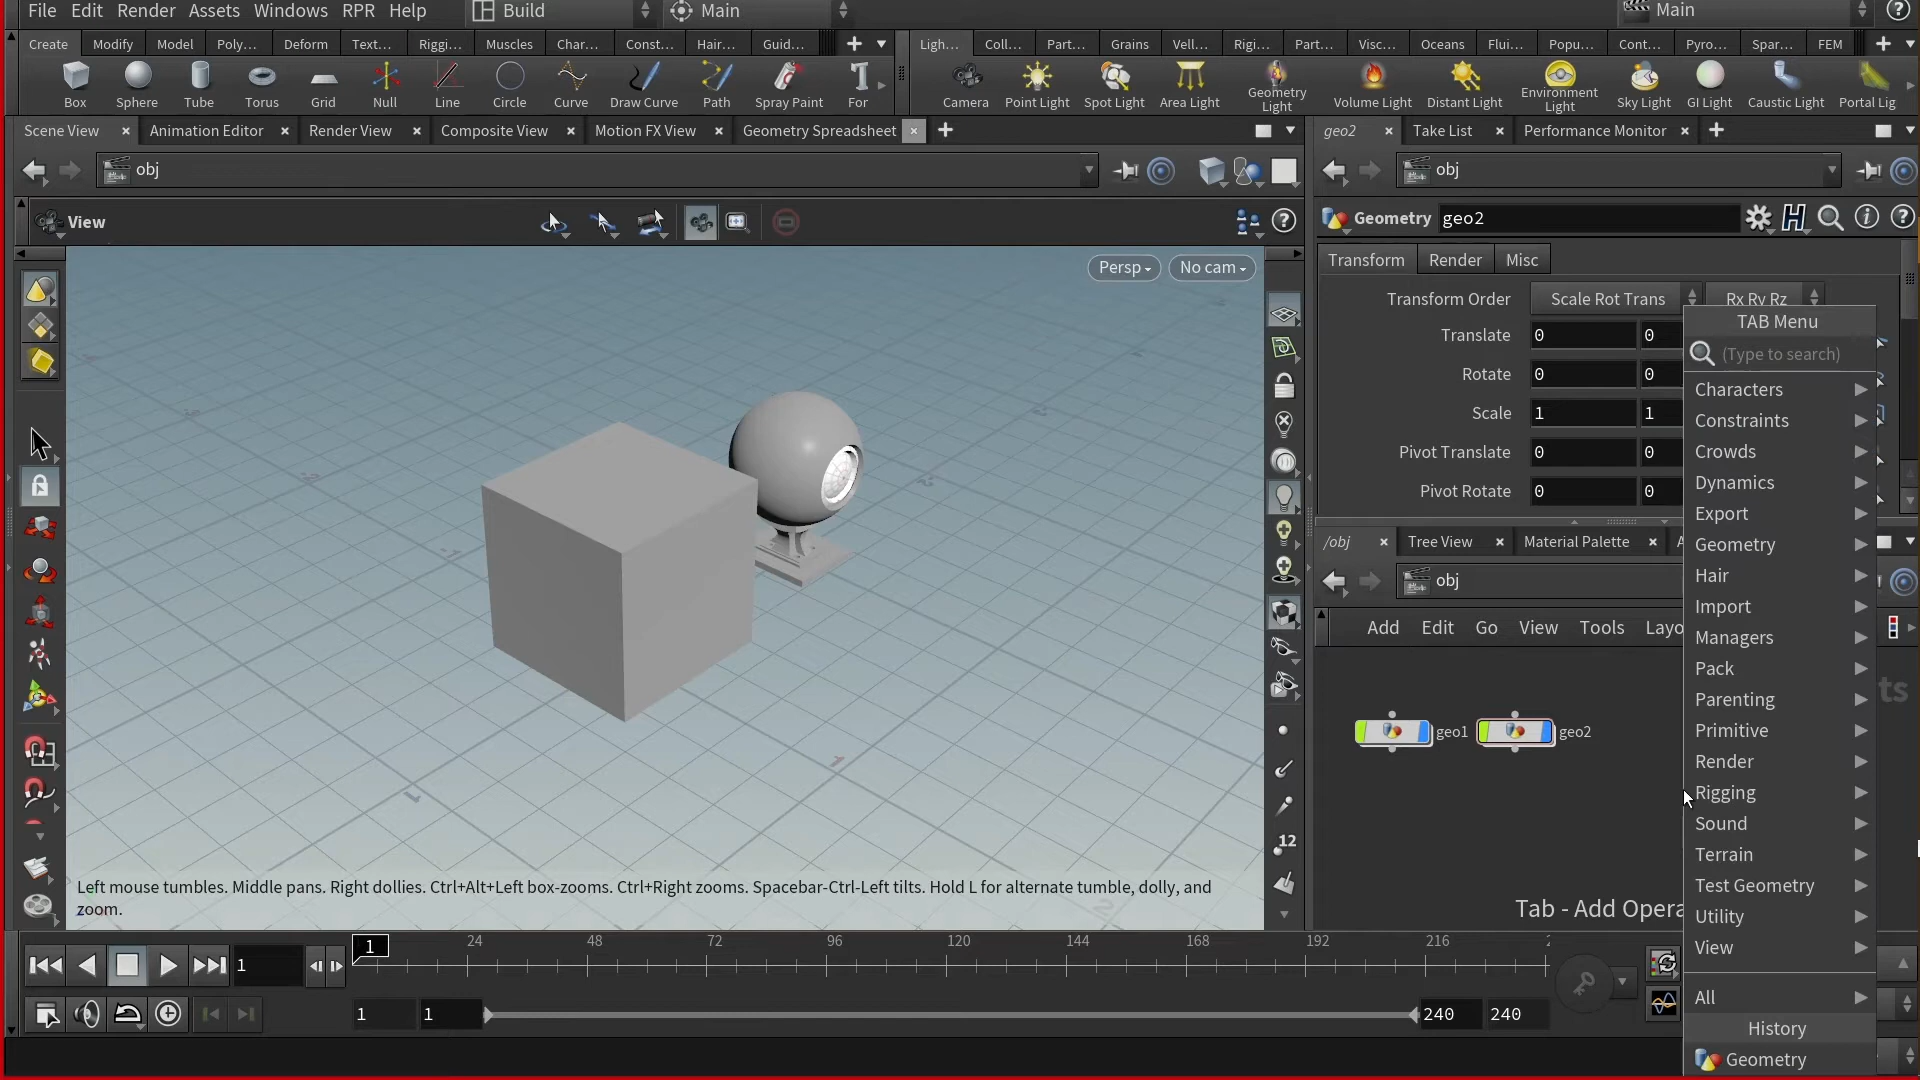 File Edit Render Assets Windows RPR Help Build Main Main
Create Modify Model Poly... Deform Text... Riggi... Muscles Char... Const... Hair... Guid... Ligh... Coll... Part... Grains Vell... Rigi... Part... Visc... Oceans Flui... Popu... Cont... Pyro... Spar... FEM
Box Sphere Tube Torus Grid Null Line Circle Curve Draw Curve Path Spray Paint For Camera Point Light Spot Light Area Light Geometry Light Volume Light Distant Light Environment Light Sky Light GI Light Caustic Light Portal Lig
Scene View Animation Editor Render View Composite View Motion FX View Geometry Spreadsheet geo2 Take List Performance Monitor
obj obj
View Geometry geo2
Persp No cam
Transform Render Misc
Transform Order Scale Rot Trans Rx Ry Rz
Translate 0 0
Rotate 0 0
Scale 1 1
Pivot Translate 0 0
Pivot Rotate 0 0
/obj Tree View Material Palette
obj
Add Edit Go View Tools Layo
ts
geo1 geo2
Tab - Add Opera
TAB Menu
(Type to search)
Characters
Constraints
Crowds
Dynamics
Export
Geometry
Hair
Import
Managers
Pack
Parenting
Primitive
Render
Rigging
Sound
Terrain
Test Geometry
Utility
View
All
History
Geometry
12
Left mouse tumbles. Middle pans. Right dollies. Ctrl+Alt+Left box-zooms. Ctrl+Right zooms. Spacebar-Ctrl-Left tilts. Hold L for alternate tumble, dolly, and
zoom.
1 1 24 48 72 96 120 144 168 192 216 2
1 1 240 240